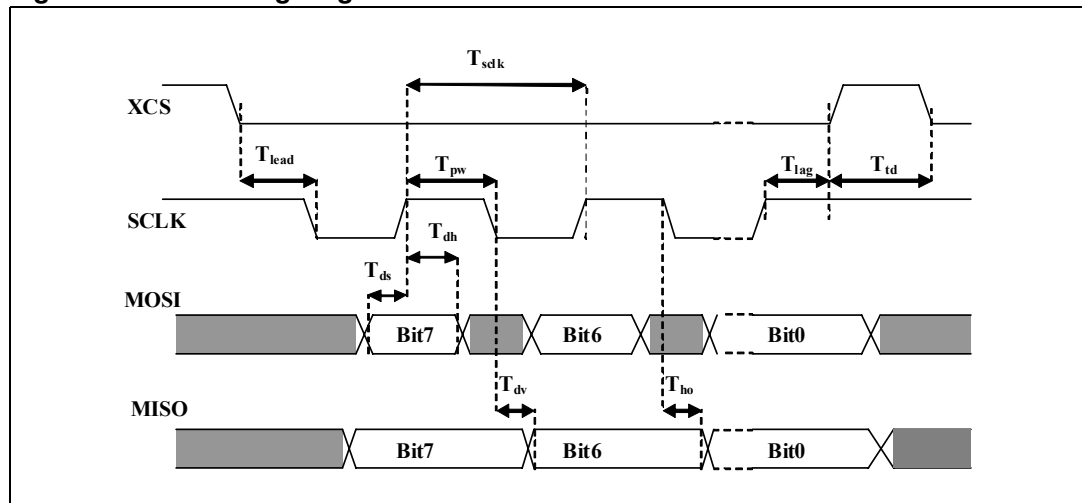 T_sclk
XCS
T_lead
T_pw
T_lag
T_td
SCLK
T_dh
T_ds
MOSI
Bit7
Bit6
Bit0
T_dv
T_ho
MISO
Bit7
Bit6
Bit0